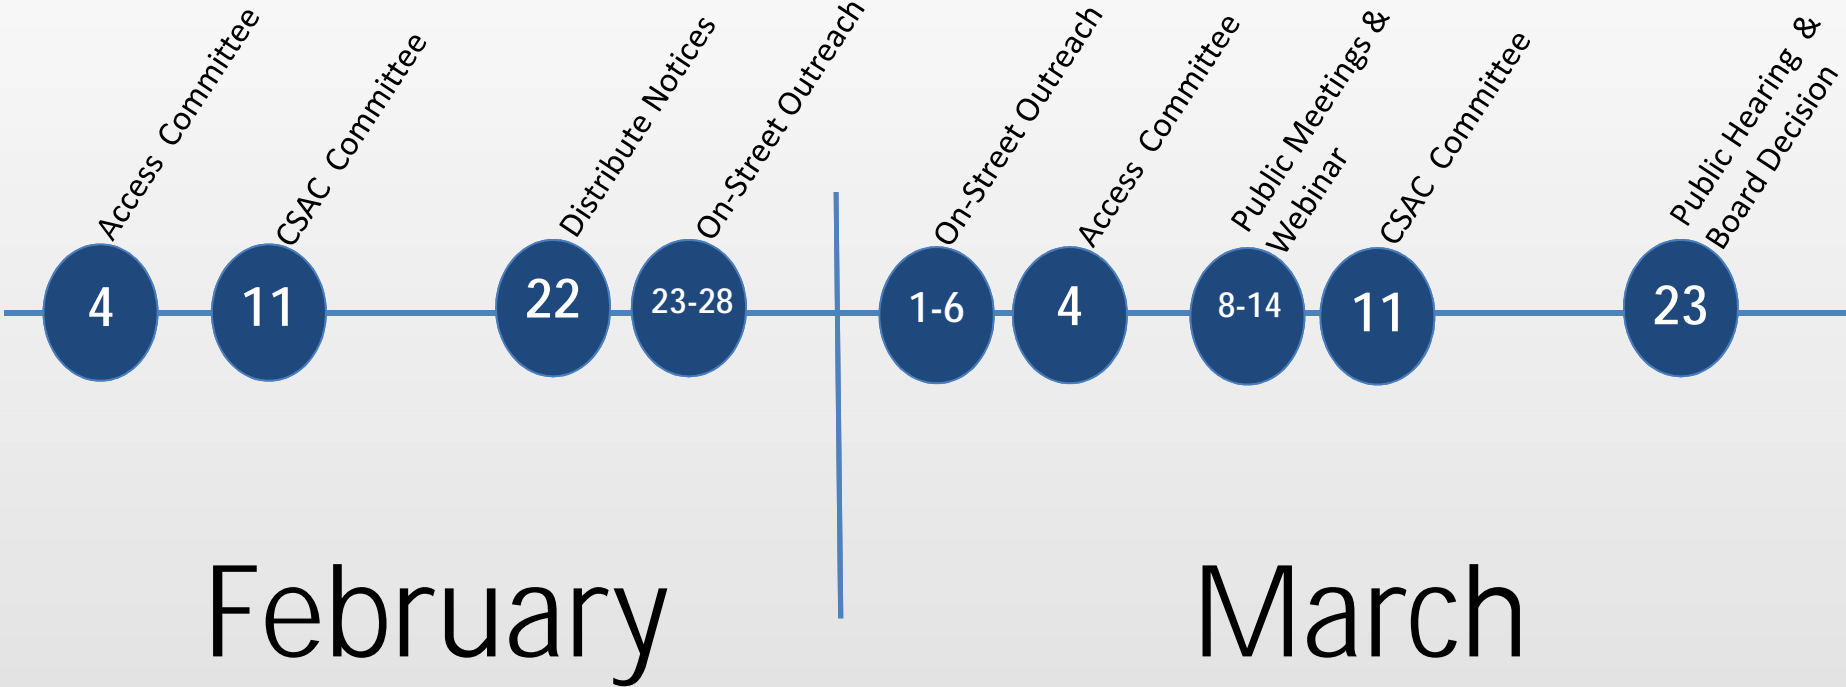 Access Committee
CSAC Committee
Distribute Notices
On-Street Outreach
On-Street Outreach
Access Committee
Public Meetings &
Webinar
CSAC Committee
Public Hearing &
Board Decision
4
11
22
23-28
1-6
4
8-14
11
23
February
March